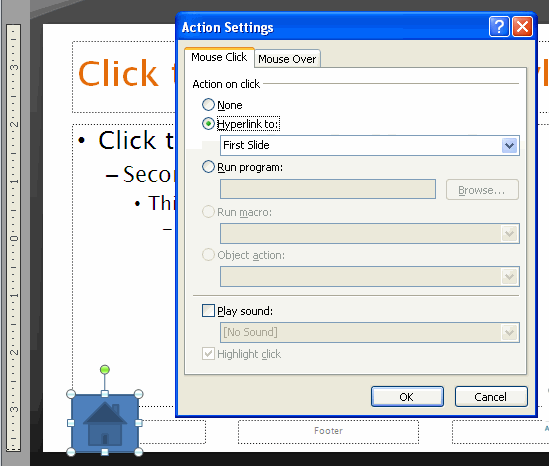 Action Settings
Mouse Click
Mouse Over
Action on click
None
Hyperlink to:
First Slide
Run program:
Browse...
Run macro:
Object action:
Play sound:
[No Sound]
Highlight click
OK
Cancel
Click t
• Click t
– Secon
• Thi
–
Footer
3
2
1
0
1
2
3